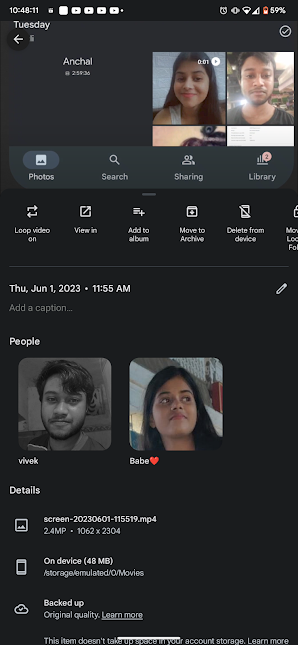 10:48:11
59%
Tuesday
Anchal
2:59:36
0:01
Photos
Search
Sharing
2
Library
Loop video
on
View in
Add to
album
Move to
Archive
Delete from
device
Mov
Loc
Fol
Thu, Jun 1, 2023 • 11:55 AM
Add a caption...
People
vivek
Babe❤️
Details
screen-20230601-115519.mp4
2.4MP • 1062 x 2304
On device (48 MB)
/storage/emulated/0/Movies
Backed up
Original quality. Learn more
This item doesn't take up space in your account storage. Learn more